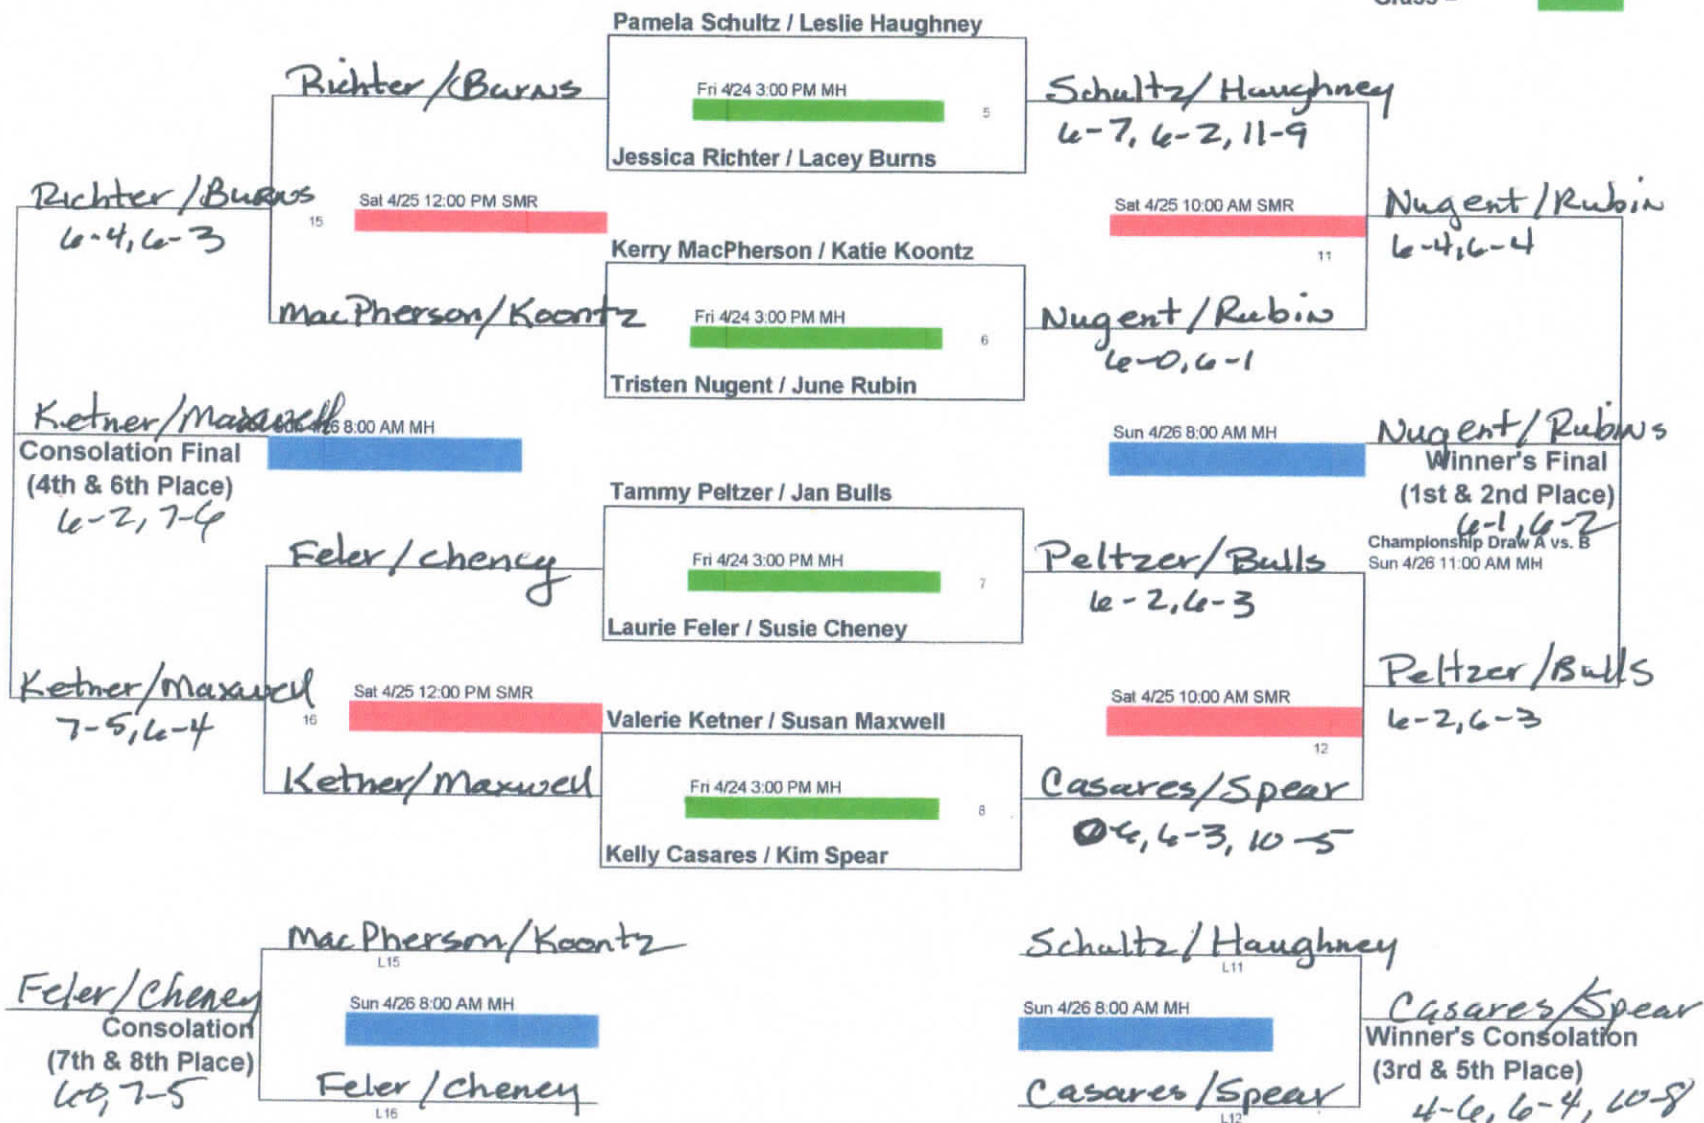 Class =
Pamela Schultz / Leslie Haughney
Richter / Burns
Fri 4/24 3:00 PM MH
5
Schultz / Haughney
6-7, 6-2, 11-9
Jessica Richter / Lacey Burns
Richter / Burns
6-4, 6-3
15
Sat 4/25 12:00 PM SMR
Sat 4/25 10:00 AM SMR
11
Nugent / Rubin
6-4, 6-4
Kerry MacPherson / Katie Koontz
MacPherson / Koontz
Fri 4/24 3:00 PM MH
6
Nugent / Rubin
6-0, 6-1
Tristen Nugent / June Rubin
Ketner / Maxwell
4/26 8:00 AM MH
Consolation Final
(4th & 6th Place)
6-2, 7-6
Sun 4/26 8:00 AM MH
Nugent / Rubins
Winner's Final
(1st & 2nd Place)
6-1, 6-2
Championship Draw A vs. B
Sun 4/26 11:00 AM MH
Tammy Peltzer / Jan Bulls
Feler / Cheney
Fri 4/24 3:00 PM MH
7
Peltzer / Bulls
6-2, 6-3
Laurie Feler / Susie Cheney
Ketner / Maxwell
7-5, 6-4
16
Sat 4/25 12:00 PM SMR
Sat 4/25 10:00 AM SMR
12
Peltzer / Bulls
6-2, 6-3
Valerie Ketner / Susan Maxwell
Ketner / Maxwell
Fri 4/24 3:00 PM MH
8
Casares / Spear
0-6, 6-3, 10-5
Kelly Casares / Kim Spear
MacPherson / Koontz
L15
Feler / Cheney
Consolation
(7th & 8th Place)
6-0, 7-5
Sun 4/26 8:00 AM MH
Feler / Cheney
L16
Schultz / Haughney
L11
Sun 4/26 8:00 AM MH
Casares / Spear
Winner's Consolation
(3rd & 5th Place)
4-6, 6-4, 10-8
Casares / Spear
L12